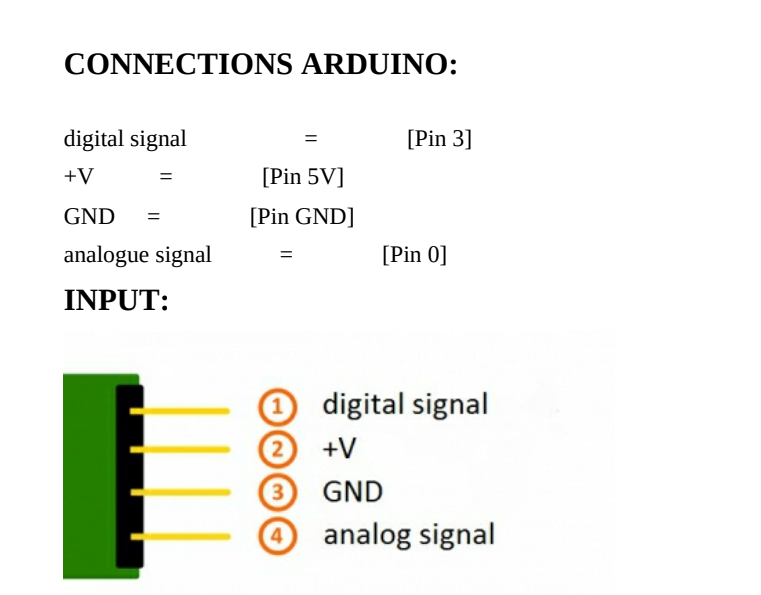 CONNECTIONS ARDUINO:
digital signal = [Pin 3]
+V = [Pin 5V]
GND = [Pin GND]
analogue signal = [Pin 0]
INPUT:
1 digital signal
2 +V
3 GND
4 analog signal